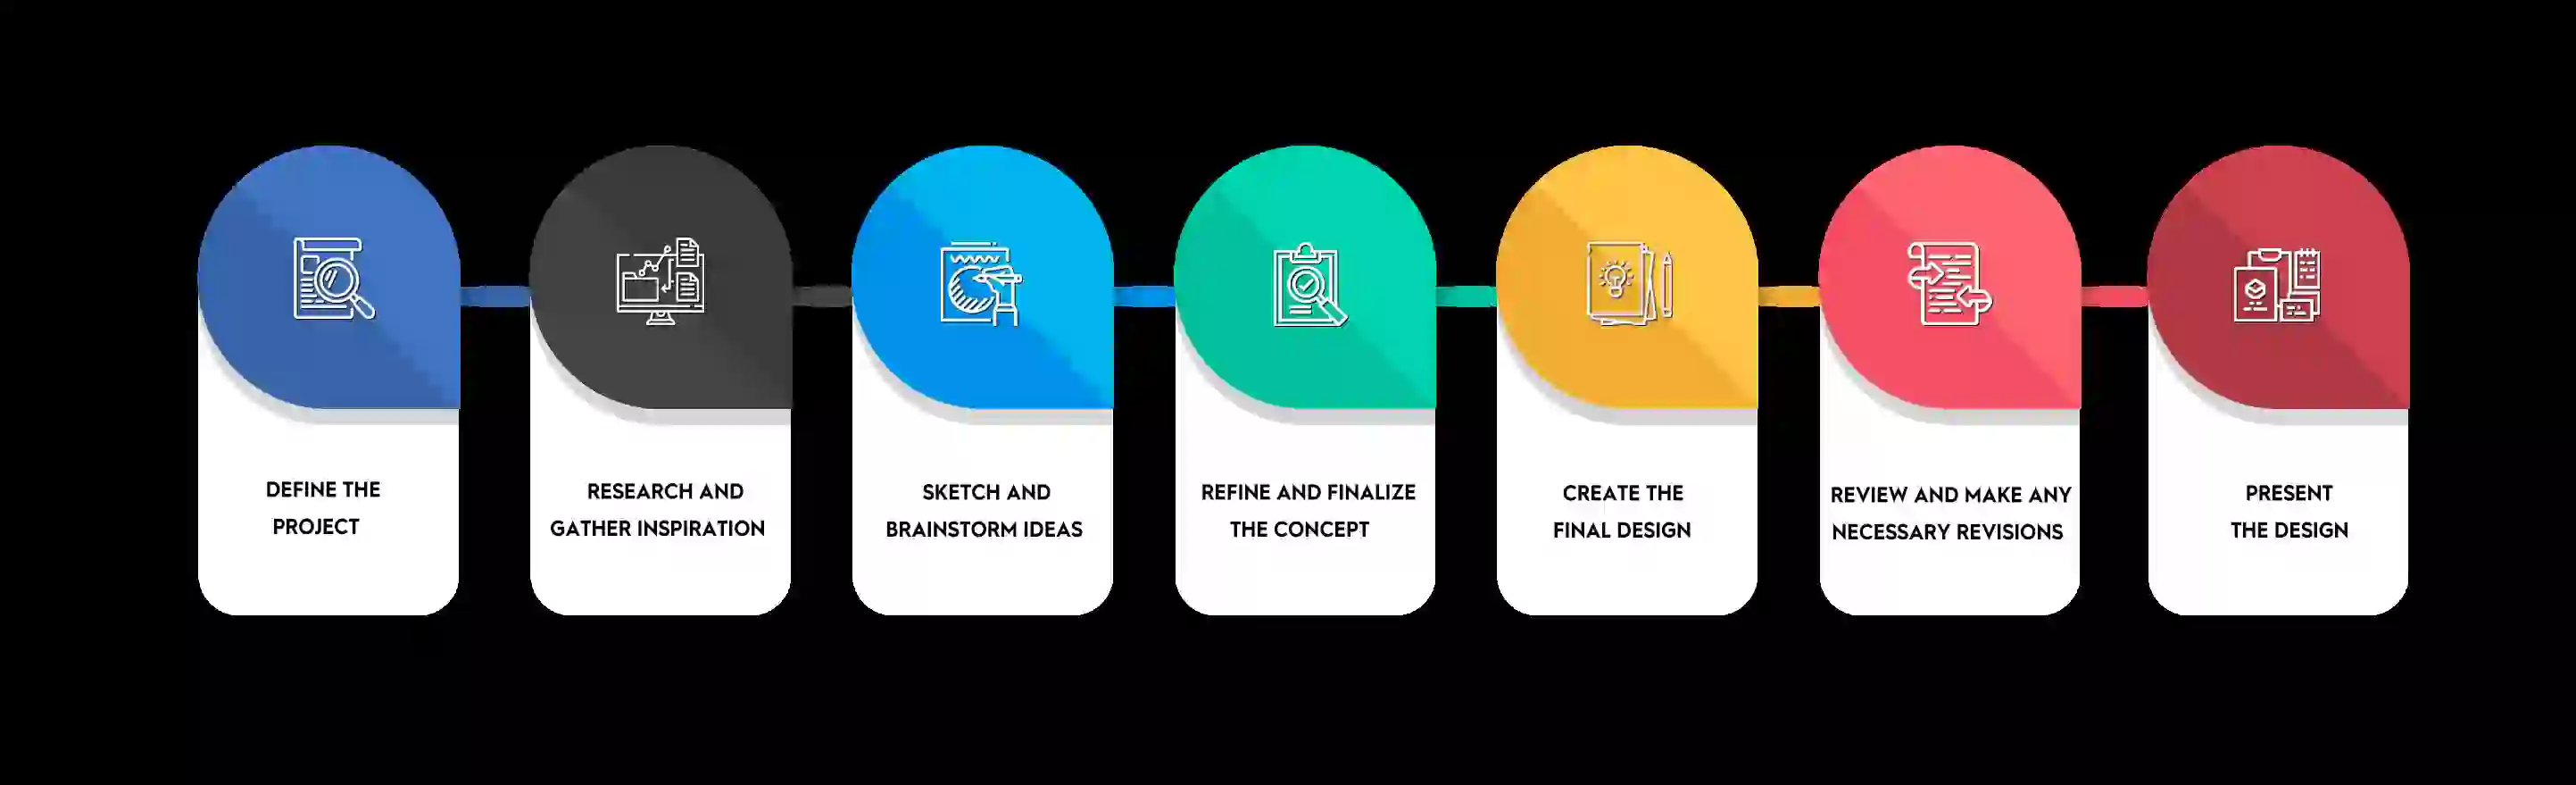 DEFINE THE
PROJECT
RESEARCH AND
GATHER INSPIRATION
SKETCH AND
BRAINSTORM IDEAS
REFINE AND FINALIZE
THE CONCEPT
CREATE THE
FINAL DESIGN
REVIEW AND MAKE ANY
NECESSARY REVISIONS
PRESENT
THE DESIGN